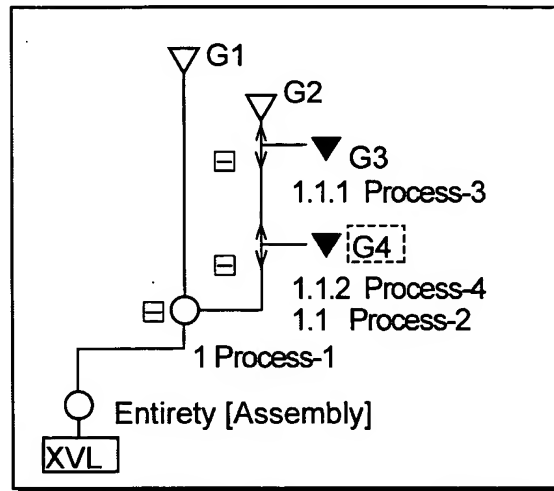 G1
G2
G3
1.1.1 Process-3
G4
1.1.2 Process-4
1.1 Process-2
1 Process-1
Entirety [Assembly]
XVL